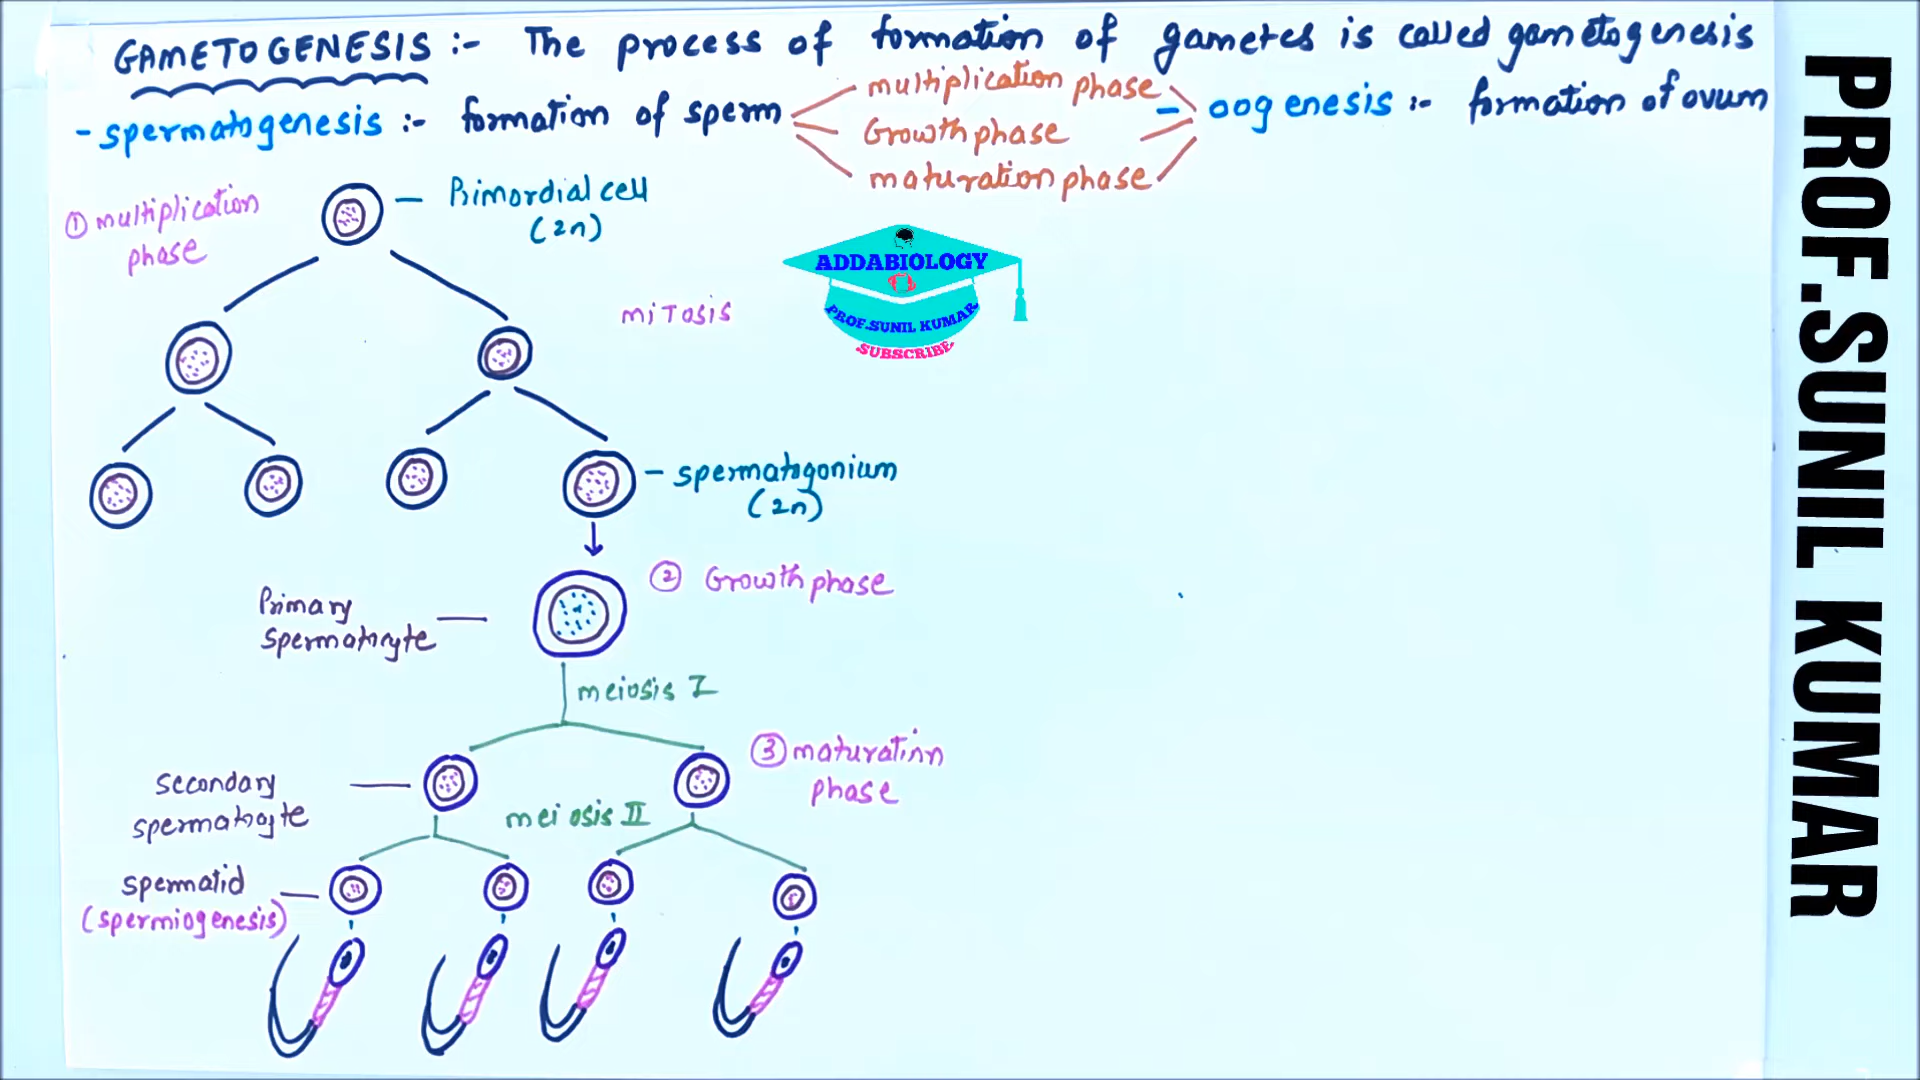 GAMETOGENESIS :- The process of formation of gametes is called gametogenesis
- spermatogenesis :- formation of sperm
multiplication phase
Growth phase
maturation phase
- oogenesis :- formation of ovum
① multiplication
phase
Primordial cell
(2n)
mitosis
ADDABIOLOGY
PROF.SUNIL KUMAR
SUBSCRIBE
spermatogonium
(2n)
② Growth phase
Primary
spermatocyte
meiosis I
③ maturation
phase
secondary
spermatocyte
meiosis II
spermatid
(spermiogenesis)
PROF.SUNIL KUMAR